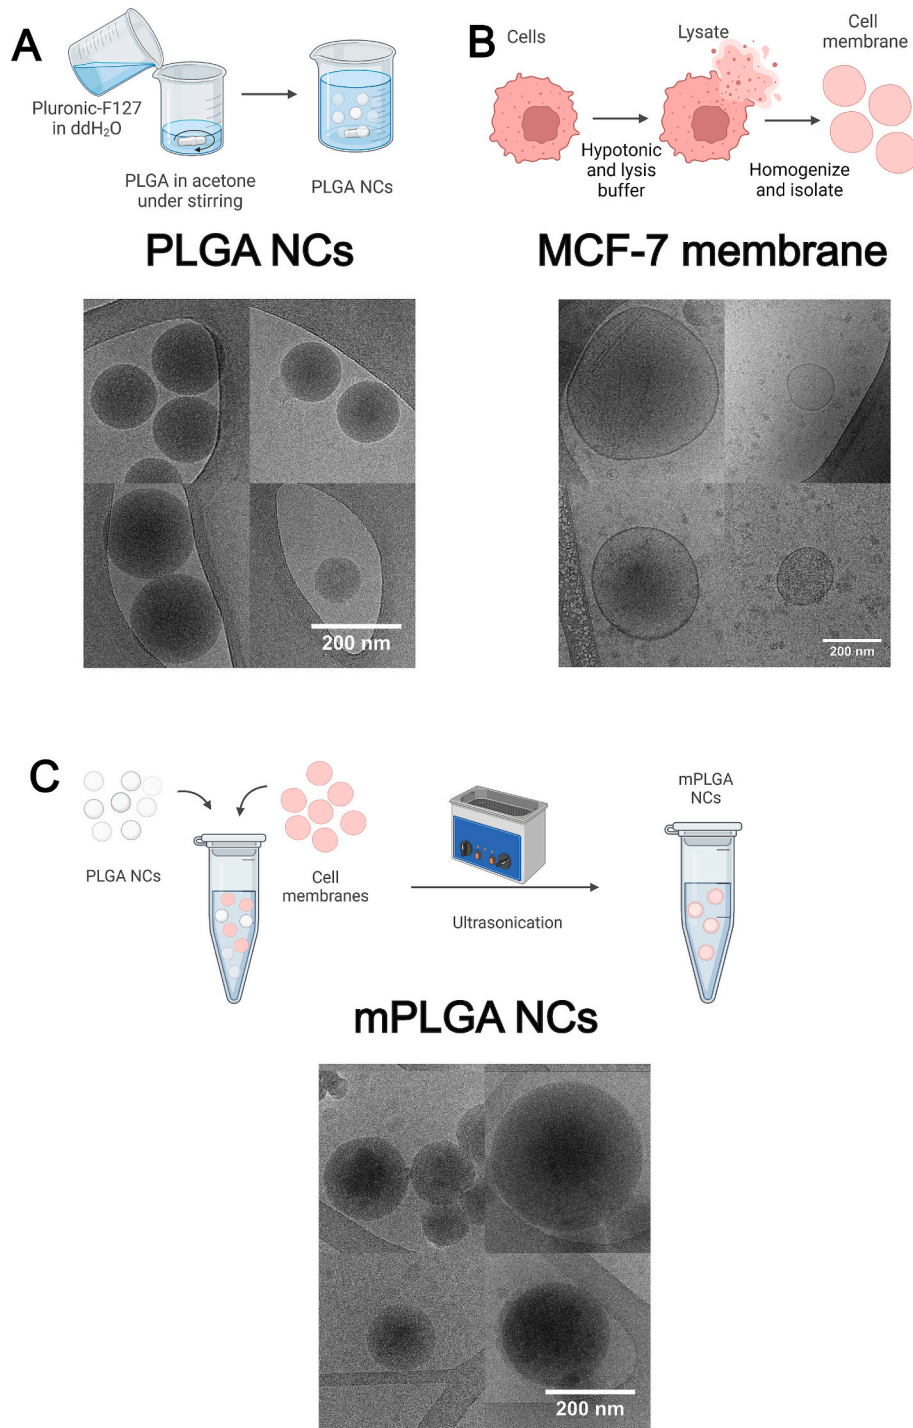 A
Pluronic-F127
in ddH₂O
PLGA in acetone
under stirring
PLGA NCs
B
Cells
Lysate
Cell
membrane
Hypotonic
and lysis
buffer
Homogenize
and isolate
PLGA NCs
MCF-7 membrane
200 nm
200 nm
C
PLGA NCs
Cell
membranes
Ultrasonication
mPLGA
NCs
mPLGA NCs
200 nm